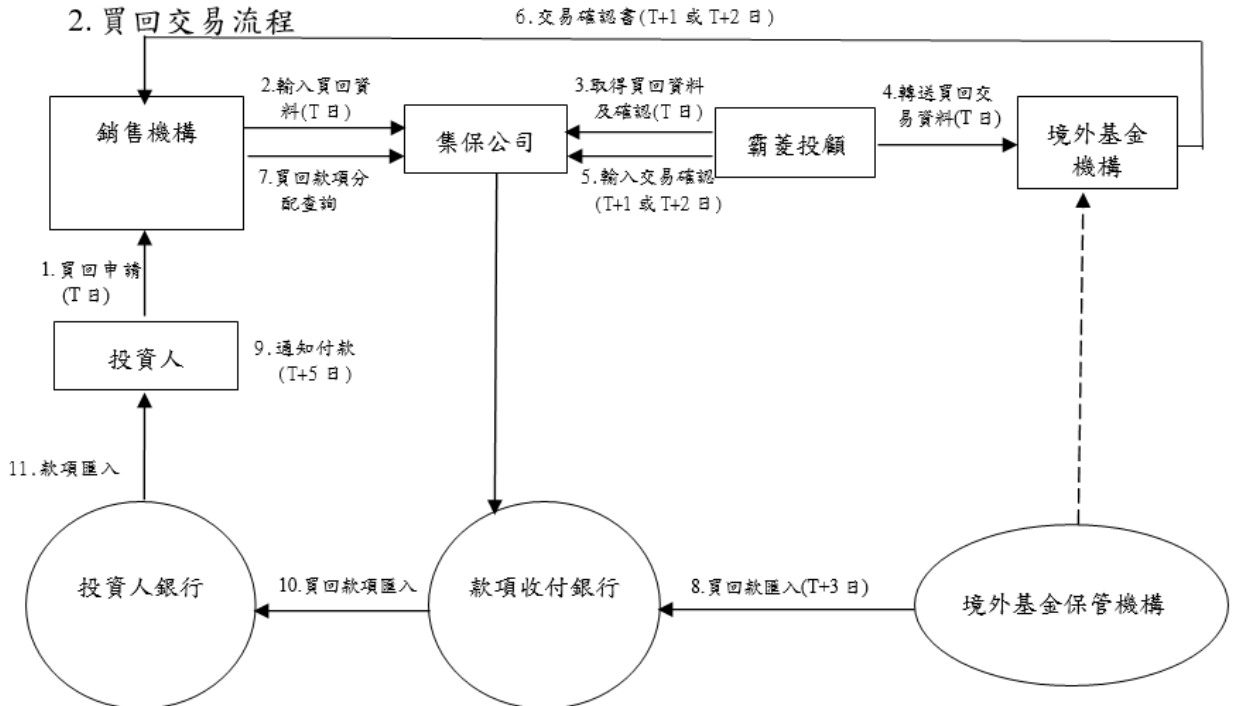 2.買回交易流程
6.交易確認書(T+1 或 T+2 日)
2.輸入買回資
料(T 日)
3.取得買回資料
及確認(T 日)
4.轉送買回交
易資料(T 日)
銷售機構
集保公司
霸菱投顧
境外基金
機構
7.買回款項分
配查詢
5.輸入交易確認
(T+1 或 T+2 日)
1.買回申請
(T 日)
投資人
9.通知付款
(T+5 日)
11.款項匯入
投資人銀行
10.買回款項匯入
款項收付銀行
8.買回款匯入(T+3 日)
境外基金保管機構